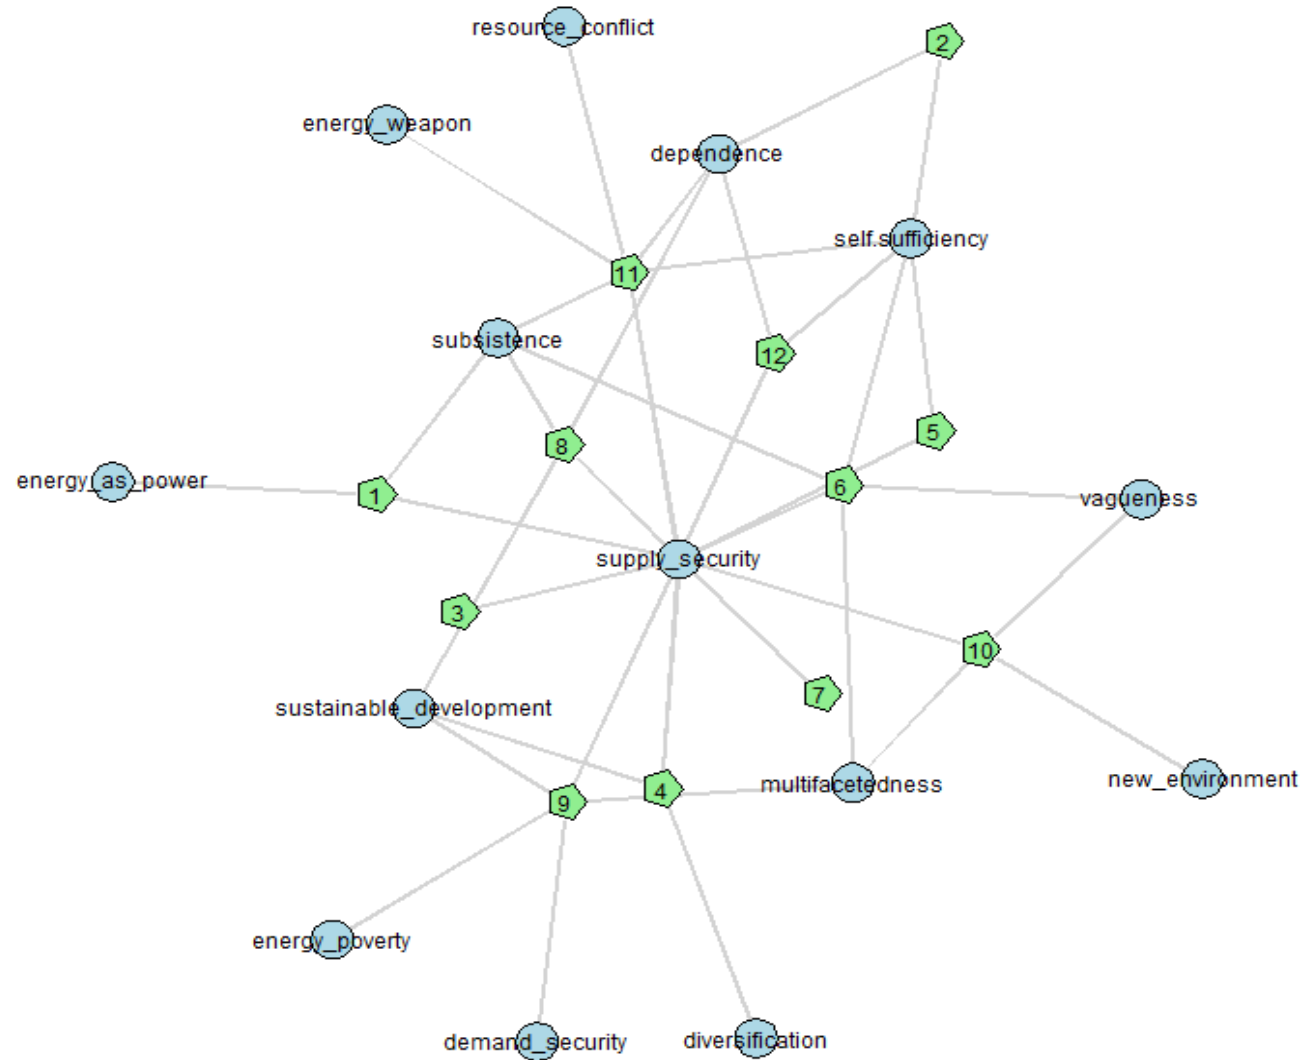 resource_conflict
2
energy_weapon
dependence
self.sufficiency
11
subsistence
12
5
8
energy_as_power
1
6
vagueness
supply_security
3
10
7
sustainable_development
multifacetedness
new_environment
4
9
energy_poverty
demand_security
diversification